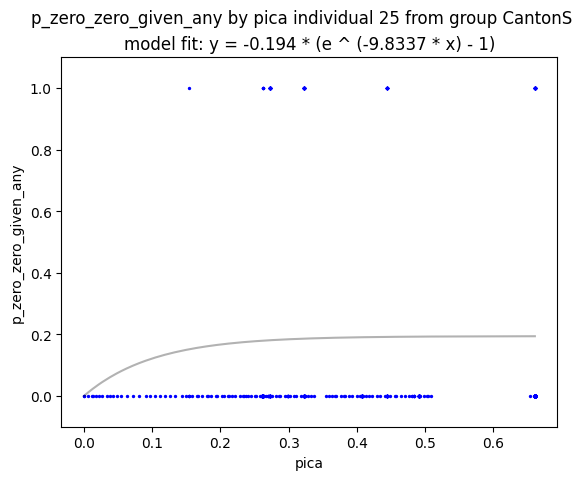 p_zero_zero_given_any by pica individual 25 from group CantonS
model fit: y = -0.194 * (e ^ (-9.8337 * x) - 1)
1.0
0.8
0.6
0.4
0.2
0.0
p_zero_zero_given_any
0.0 0.1 0.2 0.3 0.4 0.5 0.6
pica